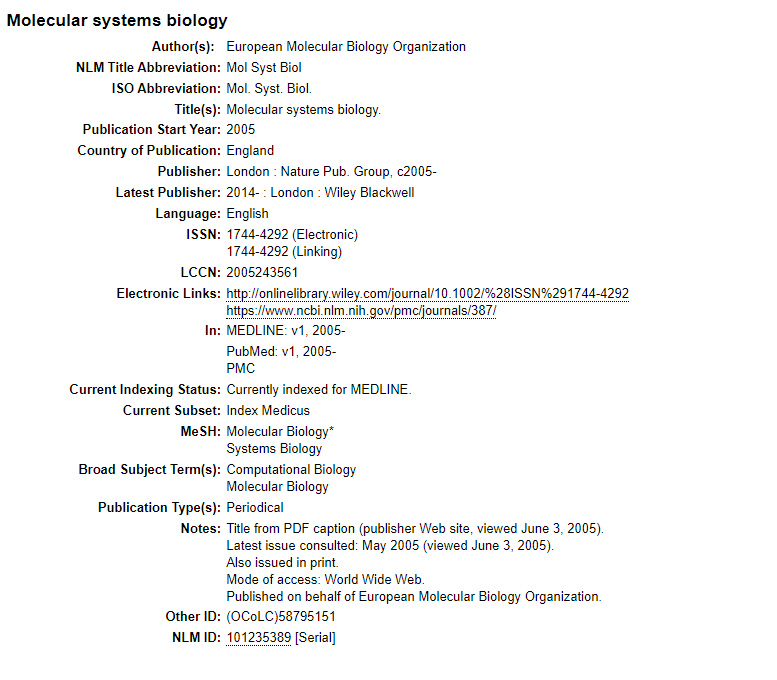 Molecular systems biology
Author(s): European Molecular Biology Organization
NLM Title Abbreviation: Mol Syst Biol
ISO Abbreviation: Mol. Syst. Biol.
Title(s): Molecular systems biology.
Publication Start Year: 2005
Country of Publication: England
Publisher: London : Nature Pub. Group, c2005-
Latest Publisher: 2014- : London : Wiley Blackwell
Language: English
ISSN: 1744-4292 (Electronic)
1744-4292 (Linking)
LCCN: 2005243561
Electronic Links: http://onlinelibrary.wiley.com/journal/10.1002/%28ISSN%291744-4292
https://www.ncbi.nlm.nih.gov/pmc/journals/387/
In: MEDLINE: v1, 2005-
PubMed: v1, 2005-
PMC
Current Indexing Status: Currently indexed for MEDLINE.
Current Subset: Index Medicus
MeSH: Molecular Biology*
Systems Biology
Broad Subject Term(s): Computational Biology
Molecular Biology
Publication Type(s): Periodical
Notes: Title from PDF caption (publisher Web site, viewed June 3, 2005).
Latest issue consulted: May 2005 (viewed June 3, 2005).
Also issued in print.
Mode of access: World Wide Web.
Published on behalf of European Molecular Biology Organization.
Other ID: (OCoLC)58795151
NLM ID: 101235389 [Serial]